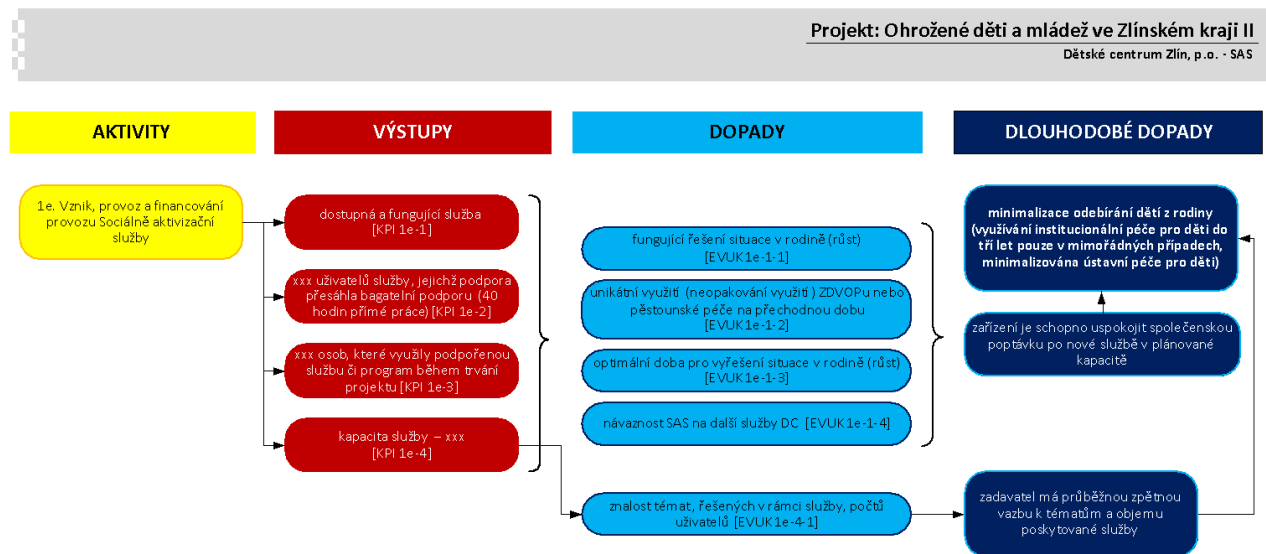 Projekt: Ohrožené děti a mládež ve Zlínském kraji II
Dětské centrum Zlín, p.o. - SAS
AKTIVITY
VÝSTUPY
DOPADY
DLOUHODOBÉ DOPADY
1e. Vznik, provoz a financování
provozu Sociálně aktivizační
služby
dostupná a fungující služba
[KPI 1e-1]
xxx uživatelů služby, jejichž podpora
přesáhla bagatelní podporu (40
hodin přímé práce) [KPI 1e-2]
xxx osob, které využily podpořenou
službu či program během trvání
projektu [KPI 1e-3]
kapacita služby – xxx
[KPI 1e-4]
fungující řešení situace v rodině (růst)
[EVUK1e-1-1]
unikátní využití (neopakování využití ) ZDVOPu nebo
pěstounské péče na přechodnou dobu
[EVUK 1e-1-2]
optimální doba pro vyřešení situace v rodině (růst)
[EVUK1e-1-3]
návaznost SAS na další služby DC [EVUK 1e-1-4]
znalost témat, řešených v rámci služby, počtů
uživatelů [EVUK1e-4-1]
minimalizace odebírání dětí z rodiny
(využívání institucionální péče pro děti do
tří let pouze v mimořádných případech,
minimalizována ústavní péče pro děti)
zařízení je schopno uspokojit společenskou
poptávku po nové službě v plánované
kapacitě
zadavatel má průběžnou zpětnou
vazbu k tématům a objemu
poskytované služby